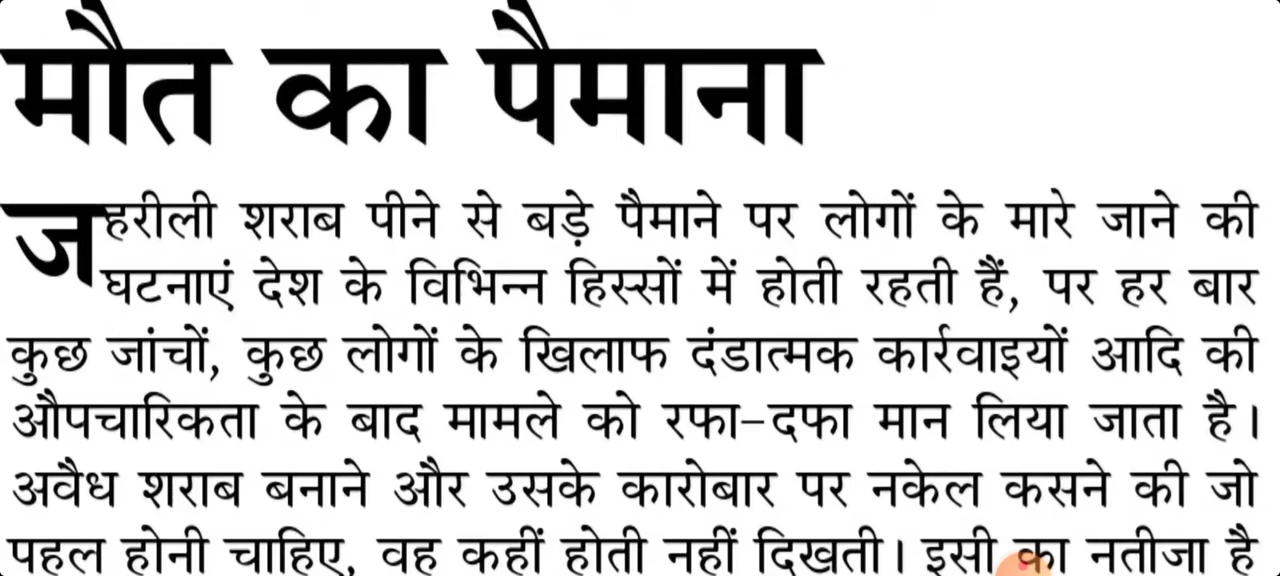 मौत का पैमाना
जहरीली शराब पीने से बड़े पैमाने पर लोगों के मारे जाने की
घटनाएं देश के विभिन्न हिस्सों में होती रहती हैं, पर हर बार
कुछ जांचों, कुछ लोगों के खिलाफ दंडात्मक कार्रवाइयों आदि की
औपचारिकता के बाद मामले को रफा-दफा मान लिया जाता है।
अवैध शराब बनाने और उसके कारोबार पर नकेल कसने की जो
पहल होनी चाहिए, वह कहीं होती नहीं दिखती। इसी का नतीजा है